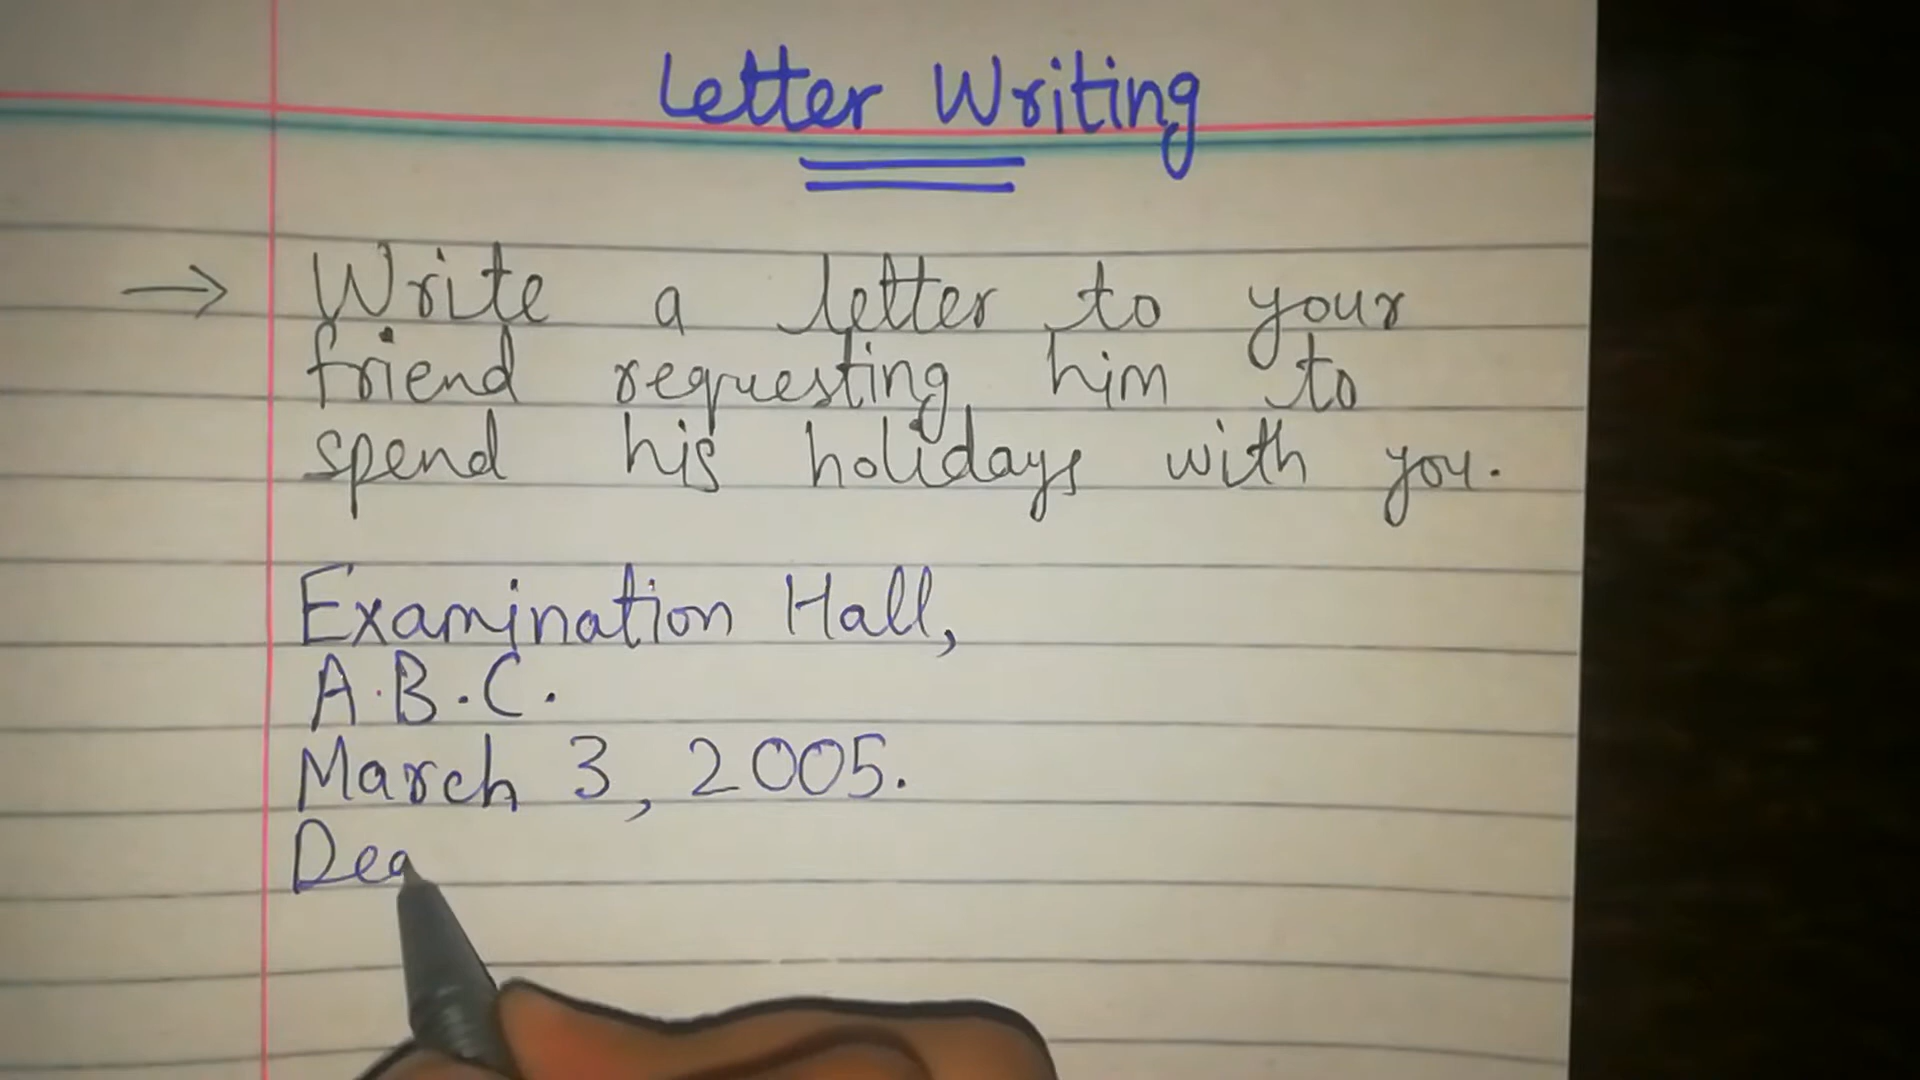 Letter Writing
→ Write a letter to your
friend requesting him to
spend his holidays with you.
Examination Hall,
A.B.C.
March 3, 2005.
Dea